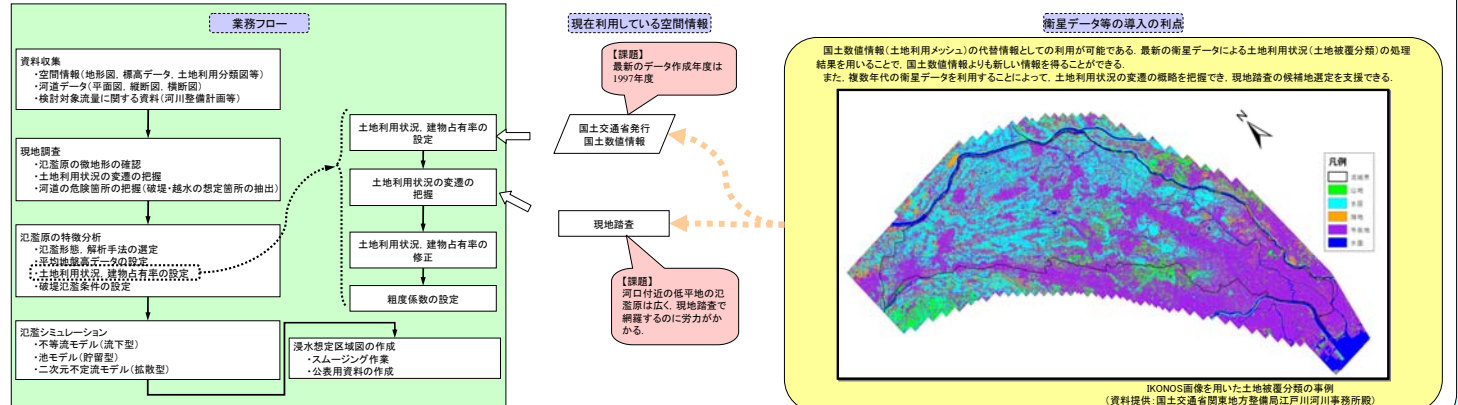 業務フロー
資料収集
・空間情報(地形図, 標高データ, 土地利用分類図等)
・河道データ(平面図, 縦断図, 横断図)
・検討対象流量に関する資料(河川整備計画等)
現地調査
・氾濫原の微地形の確認
・土地利用状況の変遷の把握
・河道の危険箇所の把握(破堤・越水の想定箇所の抽出)
氾濫原の特徴分析
・氾濫形態, 解析手法の選定
・平均地盤高データの設定
・土地利用状況, 建物占有率の設定
・破堤氾濫条件の設定
氾濫シミュレーション
・不等流モデル(流下型)
・池モデル(貯留型)
・二次元不定流モデル(拡散型)
浸水想定区域図の作成
・スムージング作業
・公表用資料の作成
土地利用状況, 建物占有率の
設定
土地利用状況の変遷の
把握
土地利用状況, 建物占有率の
修正
粗度係数の設定
現在利用している空間情報
【課題】
最新のデータ作成年度は
1997年度
国土交通省発行
国土数値情報
現地踏査
【課題】
河口付近の低平地の氾
濫原は広く, 現地踏査で
網羅するのに労力がか
かる.
衛星データ等の導入の利点
国土数値情報(土地利用メッシュ)の代替情報としての利用が可能である. 最新の衛星データによる土地利用状況(土地被覆分類)の処理
結果を用いることで, 国土数値情報よりも新しい情報を得ることができる.
また, 複数年代の衛星データを利用することによって, 土地利用状況の変遷の概略を把握でき, 現地踏査の候補地選定を支援できる.
N
凡例
山地
水田
市街地
水面
IKONOS画像を用いた土地被覆分類の事例
(資料提供:国土交通省関東地方整備局江戸川河川事務所殿)